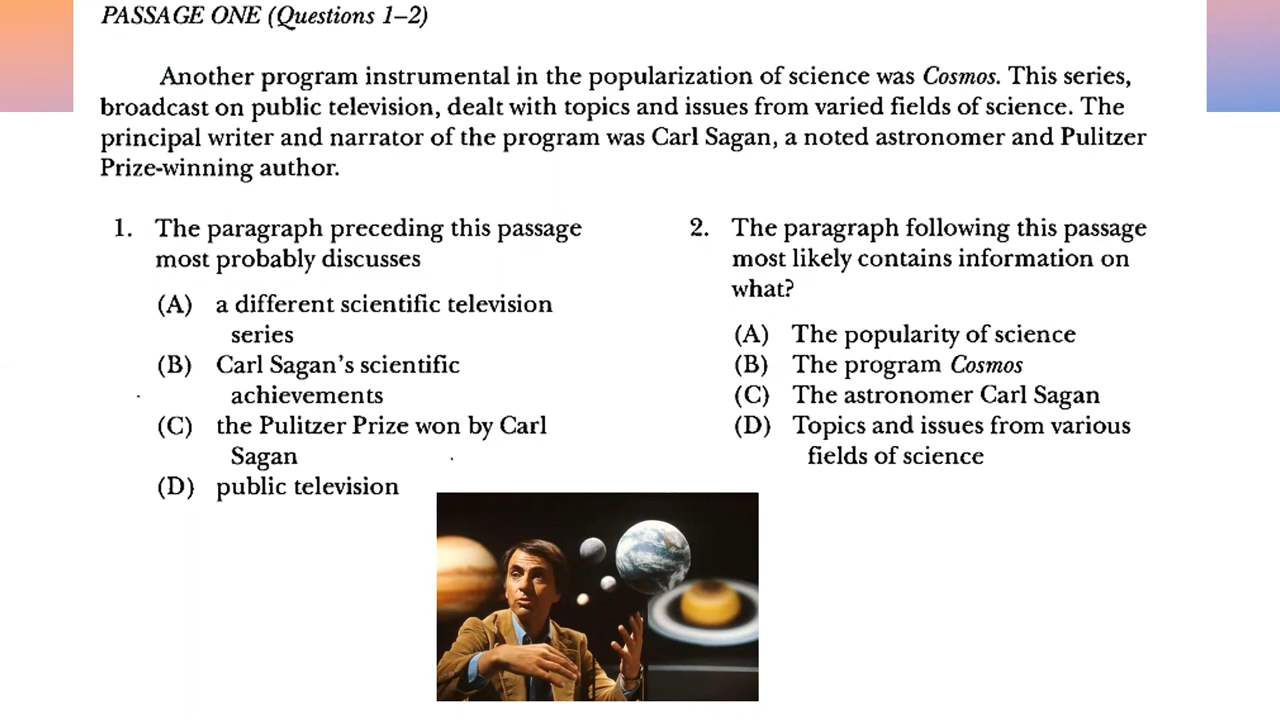 PASSAGE ONE (Questions 1–2)
Another program instrumental in the popularization of science was Cosmos. This series,
broadcast on public television, dealt with topics and issues from varied fields of science. The
principal writer and narrator of the program was Carl Sagan, a noted astronomer and Pulitzer
Prize-winning author.
1. The paragraph preceding this passage
most probably discusses
(A) a different scientific television
series
(B) Carl Sagan's scientific
achievements
(C) the Pulitzer Prize won by Carl
Sagan
(D) public television
2. The paragraph following this passage
most likely contains information on
what?
(A) The popularity of science
(B) The program Cosmos
(C) The astronomer Carl Sagan
(D) Topics and issues from various
fields of science